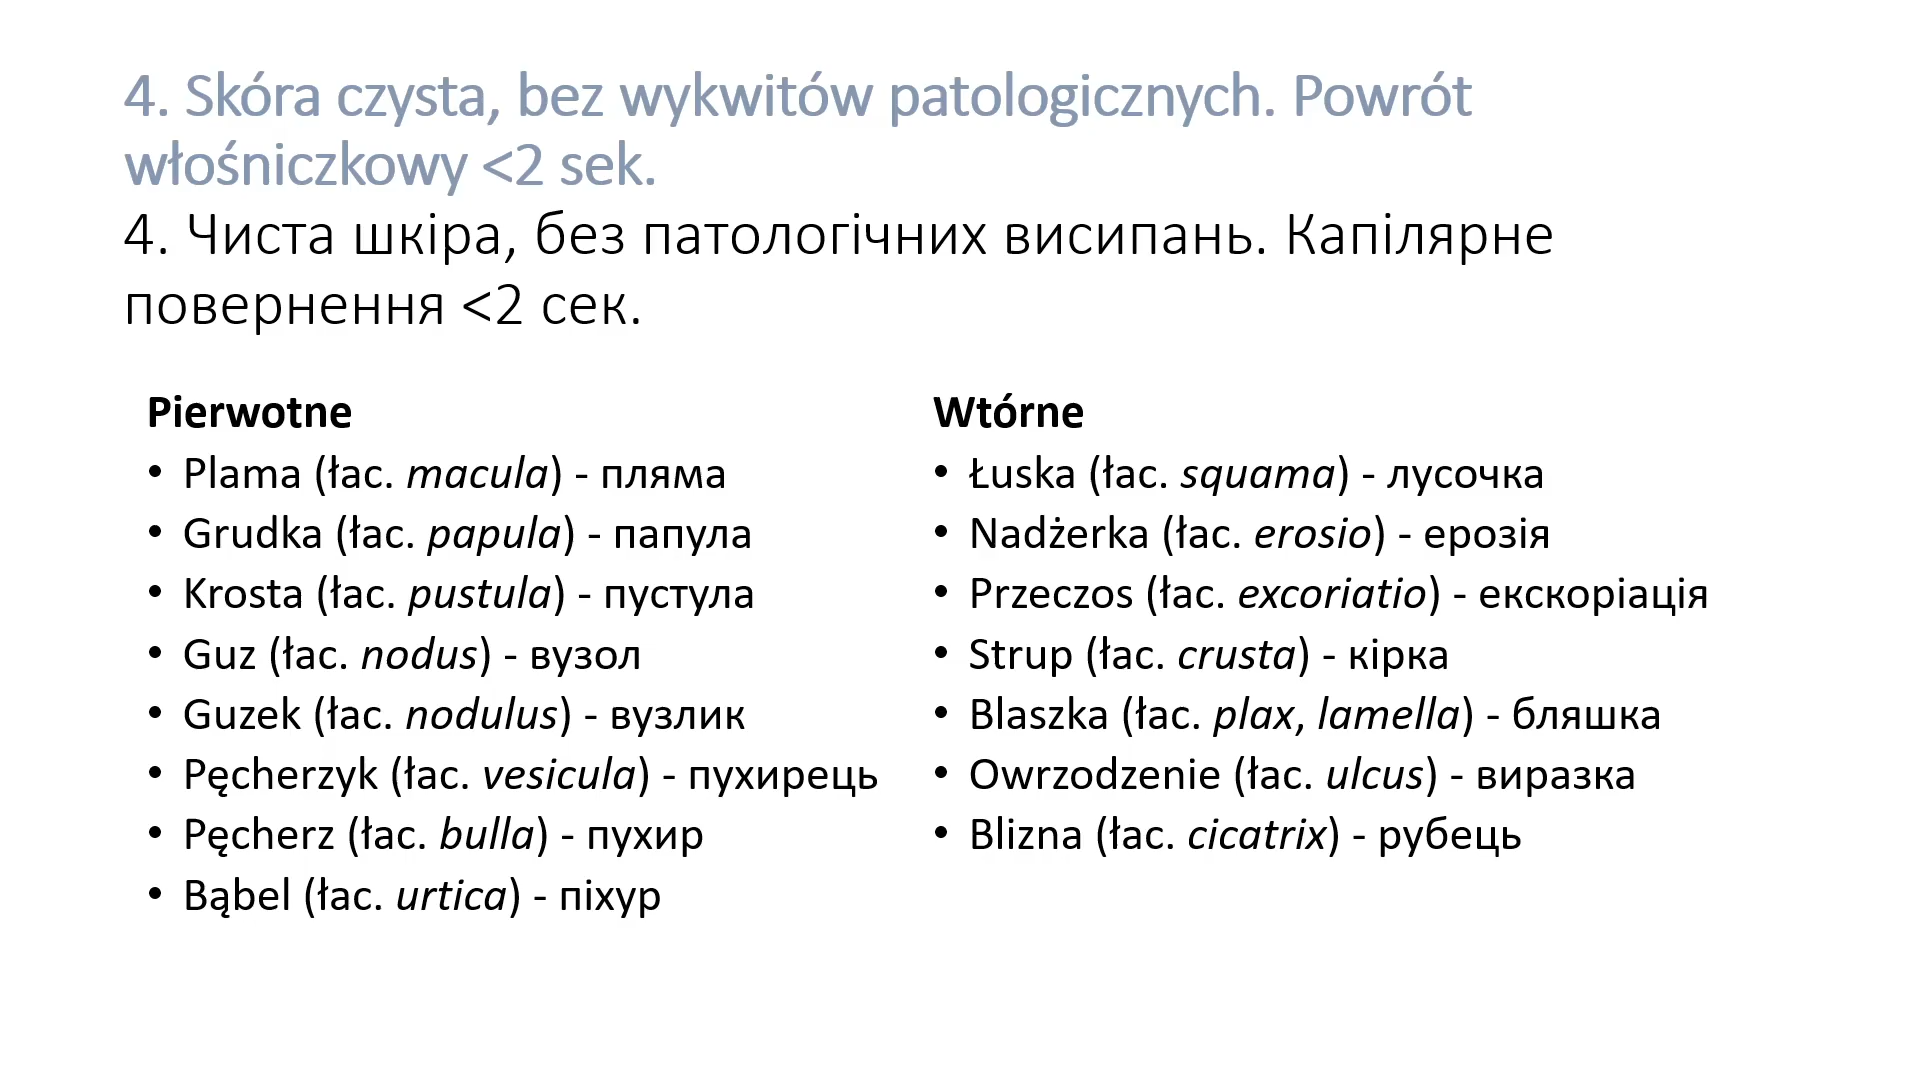 4. Skóra czysta, bez wykwitów patologicznych. Powrót
włośniczkowy <2 sek.
4. Чиста шкіра, без патологічних висипань. Капілярне
повернення <2 сек.
Pierwotne
• Plama (łac. macula) - пляма
• Grudka (łac. papula) - папула
• Krosta (łac. pustula) - пустула
• Guz (łac. nodus) - вузол
• Guzek (łac. nodulus) - вузлик
• Pęcherzyk (łac. vesicula) - пухирець
• Pęcherz (łac. bulla) - пухир
• Bąbel (łac. urtica) - піхур
Wtórne
• Łuska (łac. squama) - лусочка
• Nadżerka (łac. erosio) - ерозія
• Przeczos (łac. excoriatio) - екскоріація
• Strup (łac. crusta) - кірка
• Blaszka (łac. plax, lamella) - бляшка
• Owrzodzenie (łac. ulcus) - виразка
• Blizna (łac. cicatrix) - рубець